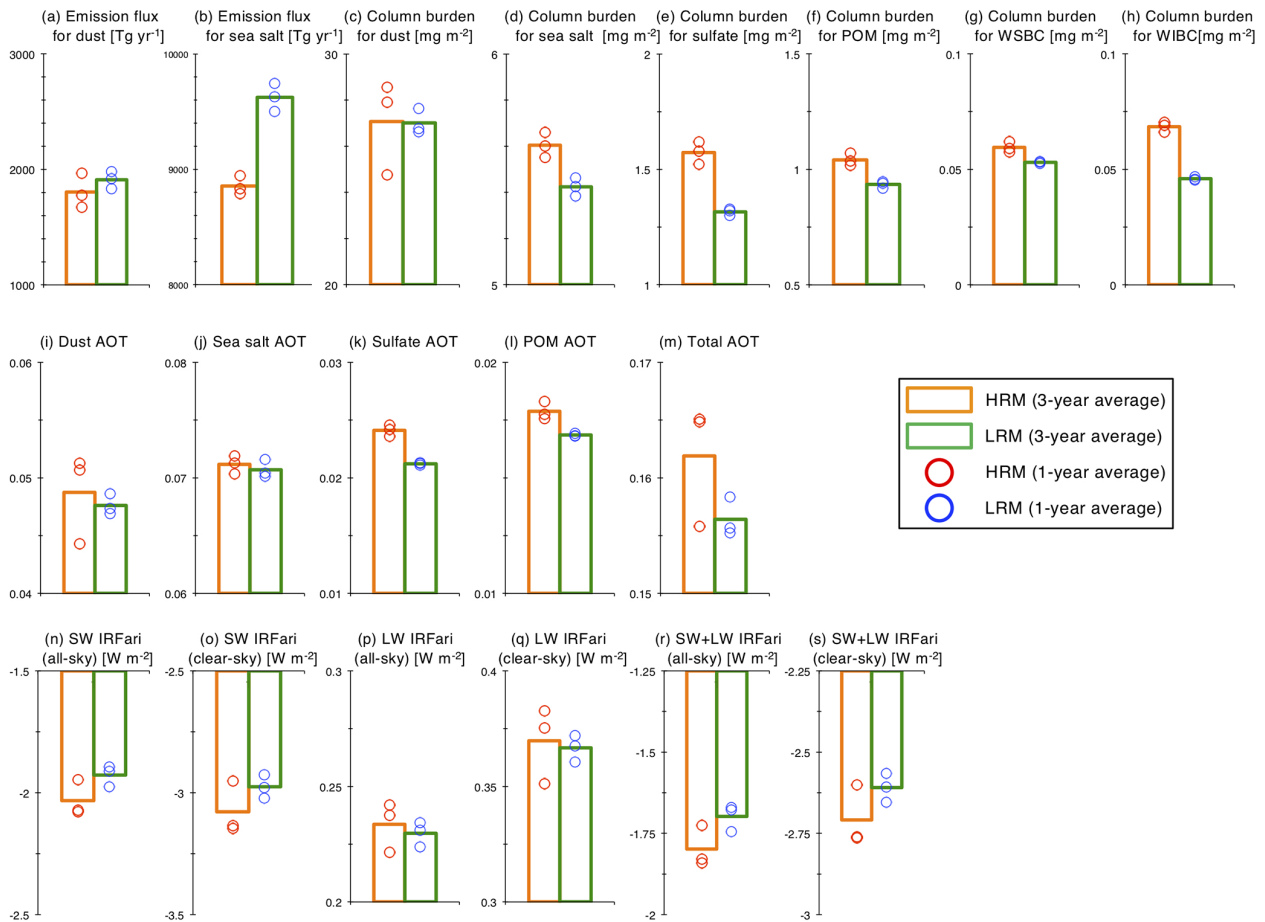 (a) Emission flux
for dust [Tg yr-1]
(b) Emission flux
for sea salt [Tg yr-1]
(c) Column burden
for dust [mg m-2]
(d) Column burden
for sea salt [mg m-2]
(e) Column burden
for sulfate [mg m-2]
(f) Column burden
for POM [mg m-2]
(g) Column burden
for WSBC [mg m-2]
(h) Column burden
for WIBC[mg m-2]
3000
2000
1000
10000
9000
8000
30
20
6
5
2
1.5
1
1.5
1
0.5
0.1
0.05
0
0.1
0.05
0
(i) Dust AOT
(j) Sea salt AOT
(k) Sulfate AOT
(l) POM AOT
(m) Total AOT
0.06
0.05
0.04
0.08
0.07
0.06
0.03
0.02
0.01
0.02
0.01
0.17
0.16
0.15
HRM (3-year average)
LRM (3-year average)
HRM (1-year average)
LRM (1-year average)
(n) SW IRFari
(all-sky) [W m-2]
(o) SW IRFari
(clear-sky) [W m-2]
(p) LW IRFari
(all-sky) [W m-2]
(q) LW IRFari
(clear-sky) [W m-2]
(r) SW+LW IRFari
(all-sky) [W m-2]
(s) SW+LW IRFari
(clear-sky) [W m-2]
-1.5
-2
-2.5
-2.5
-3
-3.5
0.3
0.25
0.2
0.4
0.35
0.3
-1.25
-1.5
-1.75
-2
-2.25
-2.5
-2.75
-3